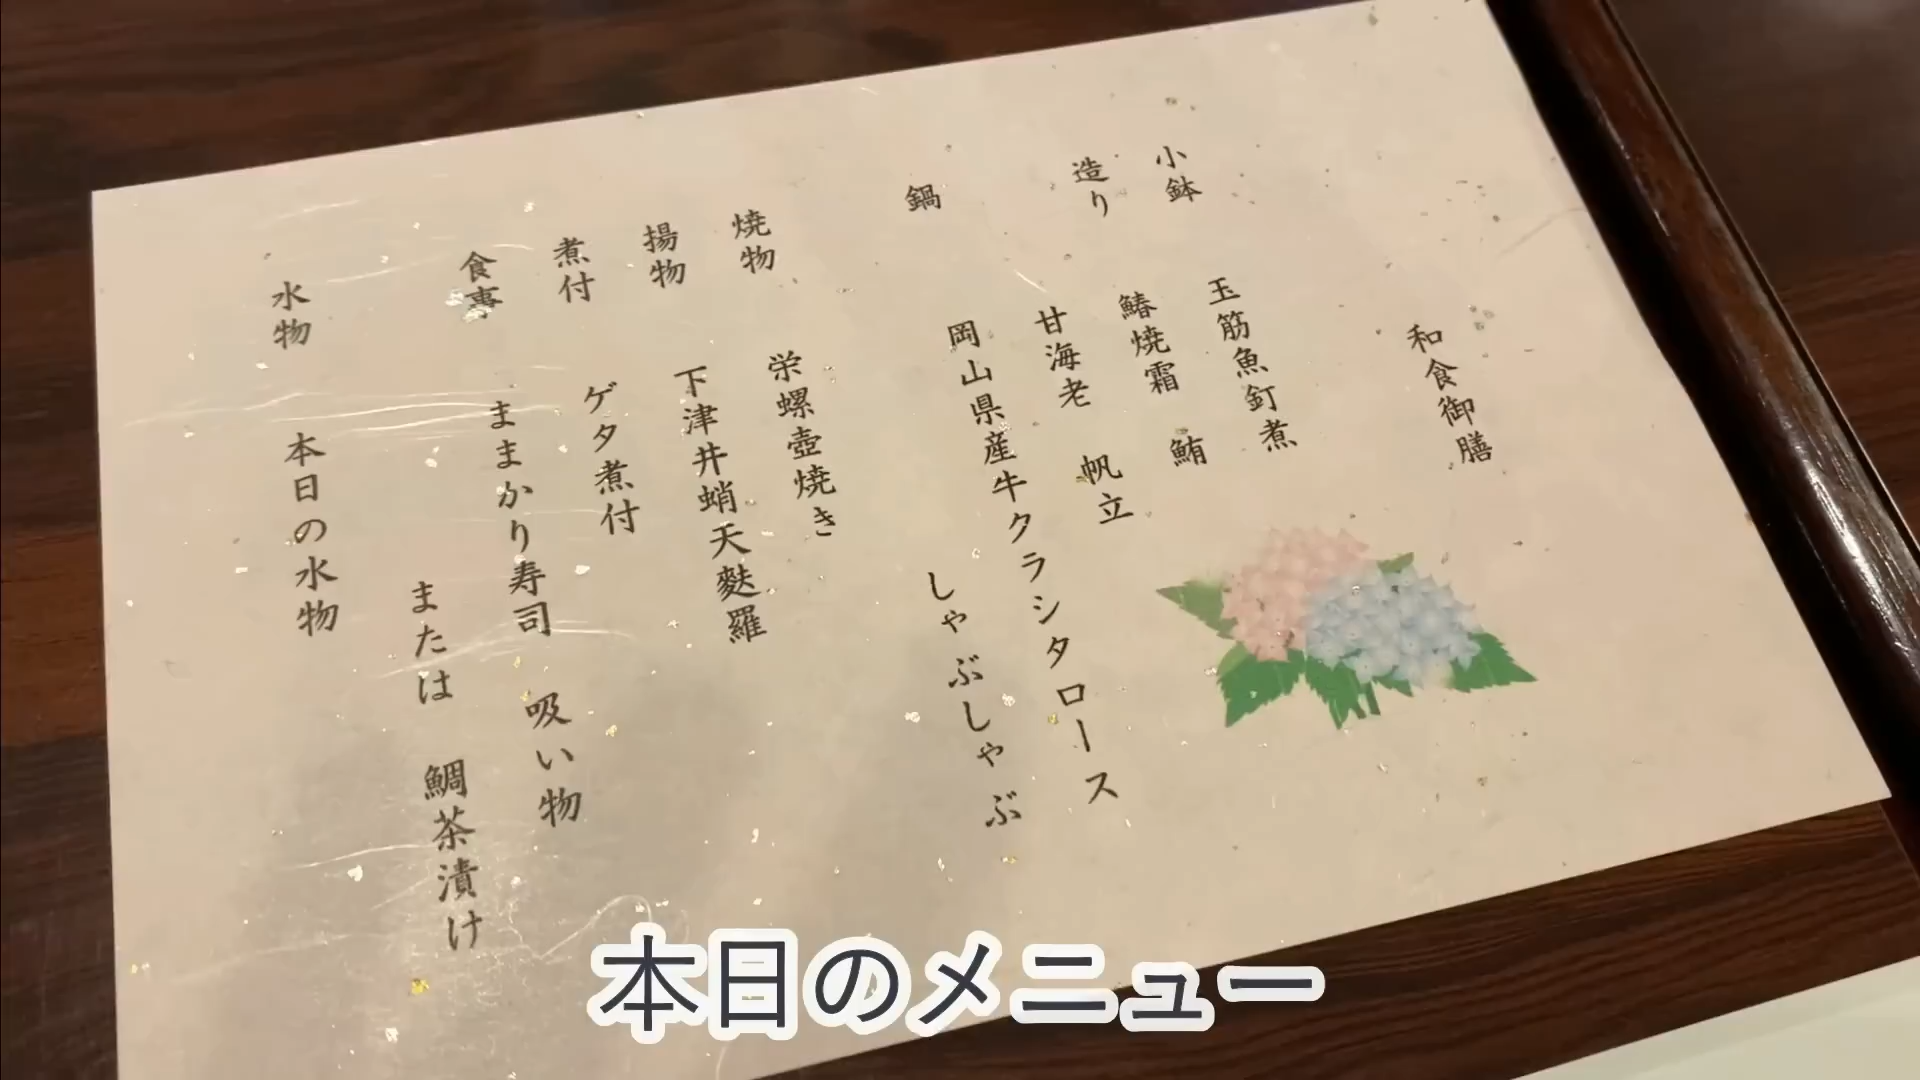 和食御膳
小鉢　玉筋魚釘煮
造り　鰆焼霜　鮪
甘海老　帆立
鍋　岡山県産牛クラシタロース
しゃぶしゃぶ
焼物　栄螺壺焼き
揚物　下津井蛸天麩羅
煮付　ゲタ煮付
食事　ままかり寿司　吸い物
または　鯛茶漬け
水物　本日の水物
本日のメニュー